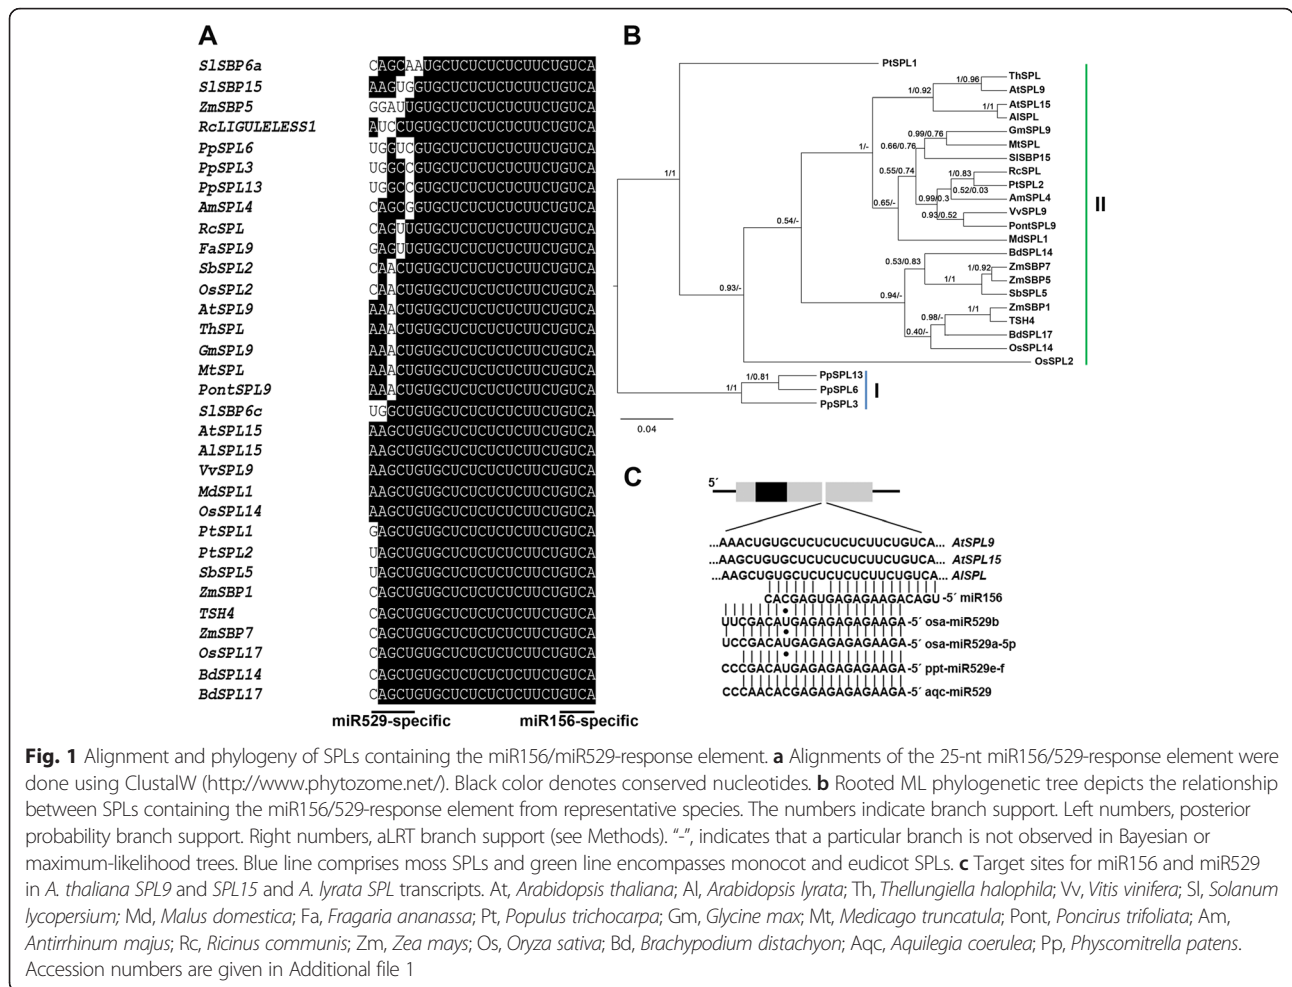 A
SlSBP6a CAGCAAUGCUCUCUCUCUUCUGUCA
SlSBP15 AAGUGGUGCUCUCUCUCUUCUGUCA
ZmSBP5 GGAUUGUGCUCUCUCUCUUCUGUCA
RcLIGULELESS1 AUCCUGUGCUCUCUCUCUUCUGUCA
PpSPL6 UGGUCGUGCUCUCUCUCUUCUGUCA
PpSPL3 UGGCCGUGCUCUCUCUCUUCUGUCA
PpSPL13 UGGCCGUGCUCUCUCUCUUCUGUCA
AmSPL4 CAGCGGUGCUCUCUCUCUUCUGUCA
RcSPL CAGUUGUGCUCUCUCUCUUCUGUCA
FaSPL9 GAGUUGUGCUCUCUCUCUUCUGUCA
SbSPL2 CAACUGUGCUCUCUCUCUUCUGUCA
OsSPL2 CAACUGUGCUCUCUCUCUUCUGUCA
AtSPL9 AAACUGUGCUCUCUCUCUUCUGUCA
ThSPL AAACUGUGCUCUCUCUCUUCUGUCA
GmSPL9 AAACUGUGCUCUCUCUCUUCUGUCA
MtSPL AAACUGUGCUCUCUCUCUUCUGUCA
PontSPL9 AAACUGUGCUCUCUCUCUUCUGUCA
SlSBP6c UGGCUGUGCUCUCUCUCUUCUGUCA
AtSPL15 AAGCUGUGCUCUCUCUCUUCUGUCA
AlSPL15 AAGCUGUGCUCUCUCUCUUCUGUCA
VvSPL9 AAGCUGUGCUCUCUCUCUUCUGUCA
MdSPL1 AAGCUGUGCUCUCUCUCUUCUGUCA
OsSPL14 AAGCUGUGCUCUCUCUCUUCUGUCA
PtSPL1 GAGCUGUGCUCUCUCUCUUCUGUCA
PtSPL2 UAGCUGUGCUCUCUCUCUUCUGUCA
SbSPL5 UAGCUGUGCUCUCUCUCUUCUGUCA
ZmSBP1 CAGCUGUGCUCUCUCUCUUCUGUCA
TSH4 CAGCUGUGCUCUCUCUCUUCUGUCA
ZmSBP7 CAGCUGUGCUCUCUCUCUUCUGUCA
OsSPL17 CAGCUGUGCUCUCUCUCUUCUGUCA
BdSPL14 CAGCUGUGCUCUCUCUCUUCUGUCA
BdSPL17 CAGCUGUGCUCUCUCUCUUCUGUCA
miR529-specific miR156-specific
B
PtSPL1
ThSPL
1/0.96
AtSPL9
1/0.92
AtSPL15
1/1
AlSPL
GmSPL9
0.99/0.76
MtSPL
0.66/0.76
SlSBP15
1/-
RcSPL
1/0.83
0.55/0.74
PtSPL2
0.52/0.03
AmSPL4
0.99/0.3
VvSPL9
0.65/-
0.93/0.52
PontSPL9
MdSPL1
1/1
0.54/-
BdSPL14
0.53/0.83
ZmSBP7
1/0.92
ZmSBP5
1/1
SbSPL5
0.93/-
0.94/-
ZmSBP1
1/1
TSH4
0.98/-
BdSPL17
0.40/-
OsSPL14
OsSPL2
II
PpSPL13
1/0.81
PpSPL6
1/1
PpSPL3
I
0.04
C
5´
...AAACUGUGCUCUCUCUCUUCUGUCA... AtSPL9
...AAGCUGUGCUCUCUCUCUUCUGUCA... AtSPL15
...AAGCUGUGCUCUCUCUCUUCUGUCA... AlSPL
CACGAGUGAGAGAAGACAGU-5´ miR156
UUCGACAUGAGAGAGAGAAGA-5´ osa-miR529b
UCCGACAUGAGAGAGAGAAGA-5´ osa-miR529a-5p
CCCGACAUGAGAGAGAGAAGA-5´ ppt-miR529e-f
CCCAACACGAGAGAGAGAAGA-5´ aqc-miR529
Fig. 1 Alignment and phylogeny of SPLs containing the miR156/miR529-response element. a Alignments of the 25-nt miR156/529-response element were
done using ClustalW (http://www.phytozome.net/). Black color denotes conserved nucleotides. b Rooted ML phylogenetic tree depicts the relationship
between SPLs containing the miR156/529-response element from representative species. The numbers indicate branch support. Left numbers, posterior
probability branch support. Right numbers, aLRT branch support (see Methods). “-”, indicates that a particular branch is not observed in Bayesian or
maximum-likelihood trees. Blue line comprises moss SPLs and green line encompasses monocot and eudicot SPLs. c Target sites for miR156 and miR529
in A. thaliana SPL9 and SPL15 and A. lyrata SPL transcripts. At, Arabidopsis thaliana; Al, Arabidopsis lyrata; Th, Thellungiella halophila; Vv, Vitis vinifera; Sl, Solanum
lycopersium; Md, Malus domestica; Fa, Fragaria ananassa; Pt, Populus trichocarpa; Gm, Glycine max; Mt, Medicago truncatula; Pont, Poncirus trifoliata; Am,
Antirrhinum majus; Rc, Ricinus communis; Zm, Zea mays; Os, Oryza sativa; Bd, Brachypodium distachyon; Aqc, Aquilegia coerulea; Pp, Physcomitrella patens.
Accession numbers are given in Additional file 1